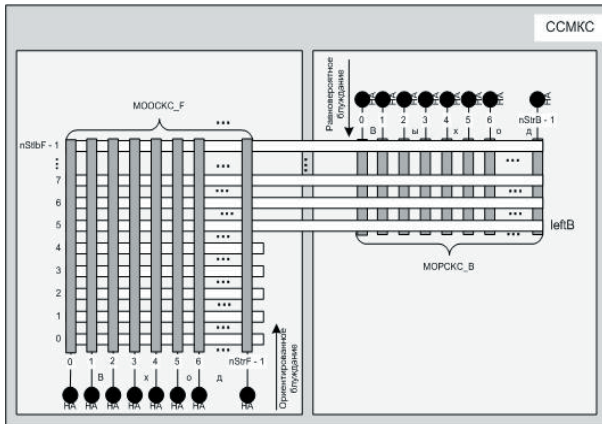 ССМКС
МООСКС_F
...
nStlbF - 1
7
6
5
4
3
2
1
0
0 1 2 3 4 5 6 nStrF - 1
В х о д
НА НА НА НА НА НА НА НА
Ориентированное
блуждание
Равновероятное
блуждание
НА НА НА НА НА НА НА НА
0 1 2 3 4 5 6 nStrB - 1
В ы х о д
leftB
МОРСКС_В